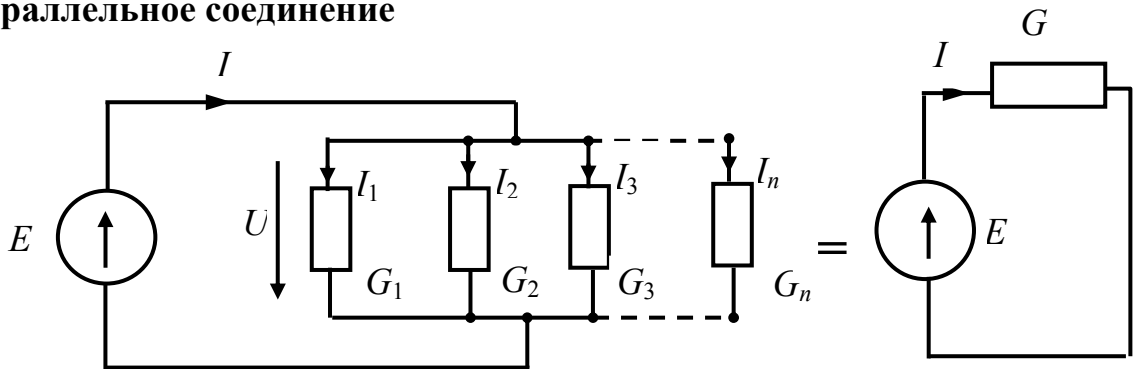 раллельное соединение
I
G
I
I₁
I₂
I₃
Iₙ
U
E
G₁
G₂
G₃
Gₙ
=
E